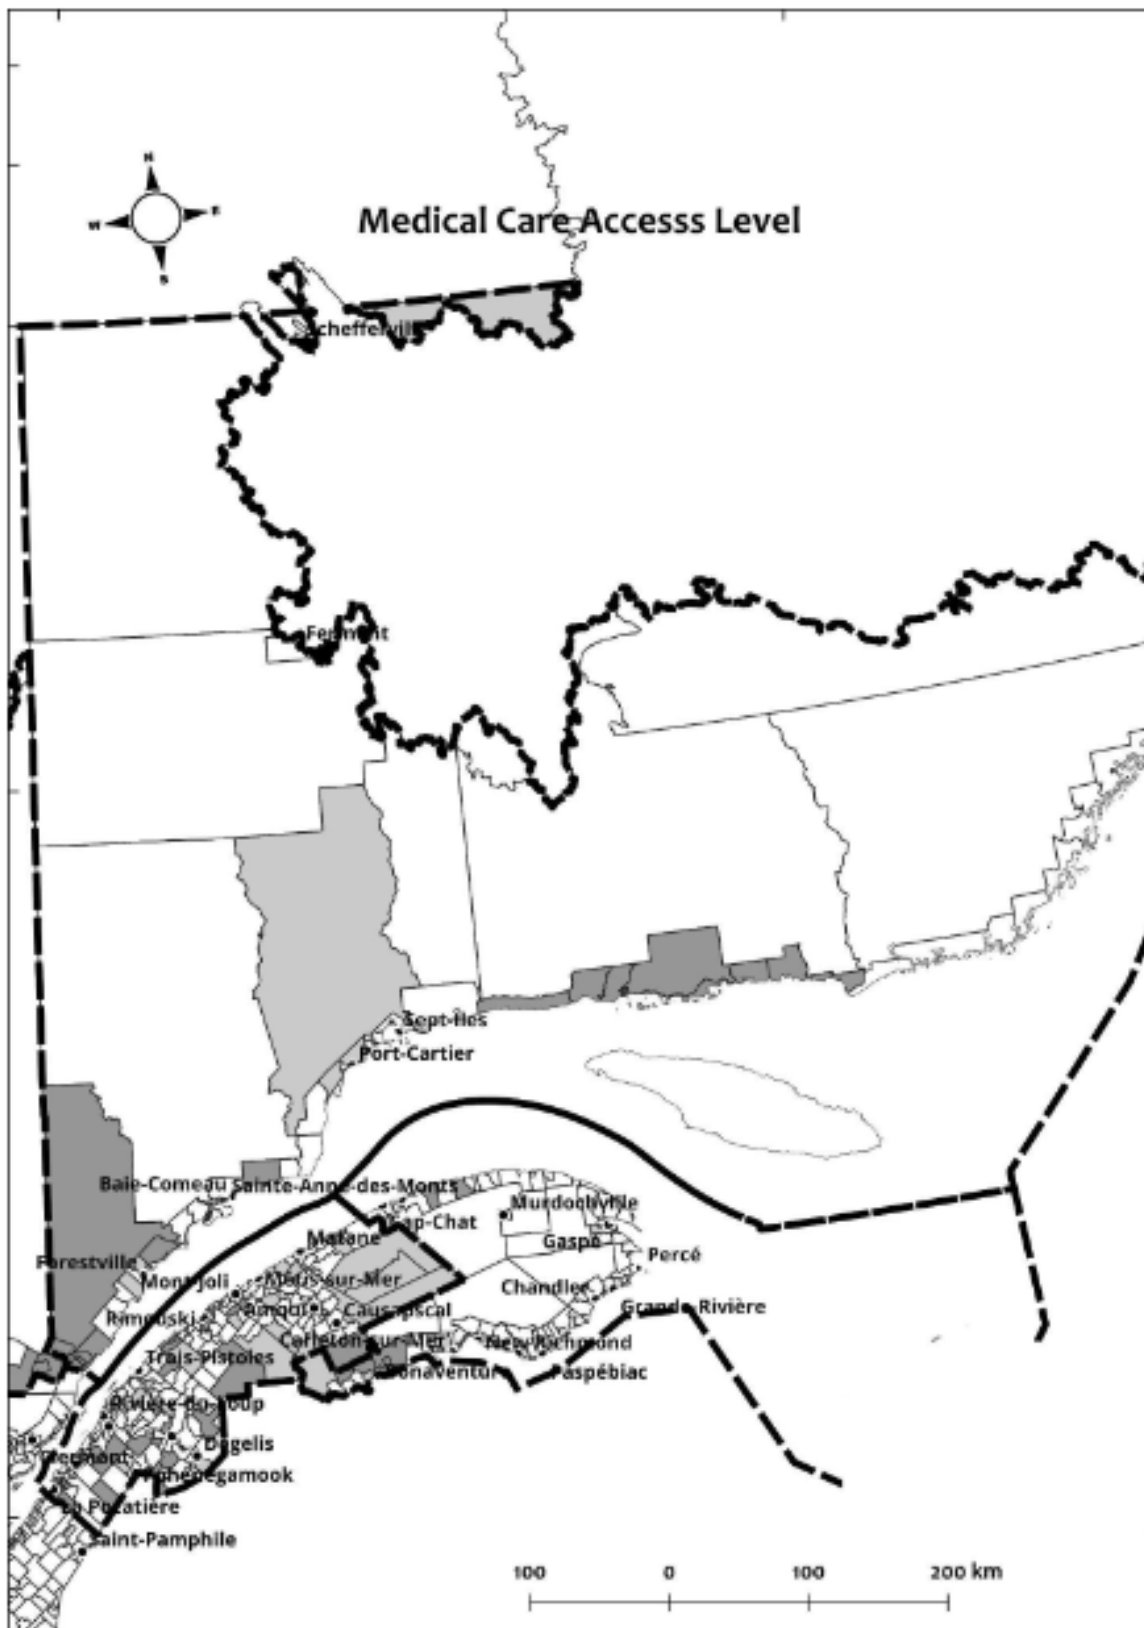 N
W E
S
Medical Care Accesss Level
Fermont
Sept-Îles
Port-Cartier
Baie-Comeau
Sainte-Anne-des-Monts
Murdochville
Cap-Chat
Matane
Gaspé
Percé
Forestville
Mont-Joli
Métis-sur-Mer
Chandler
Rimouski
Amqui
Causapscal
Grande-Rivière
Carleton-sur-Mer
New Richmond
Trois-Pistoles
Bonaventur
Paspébiac
Rivière-du-Loup
Dégelis
Clermont
Pohénégamook
La Pocatière
Saint-Pamphile
100 0 100 200 km